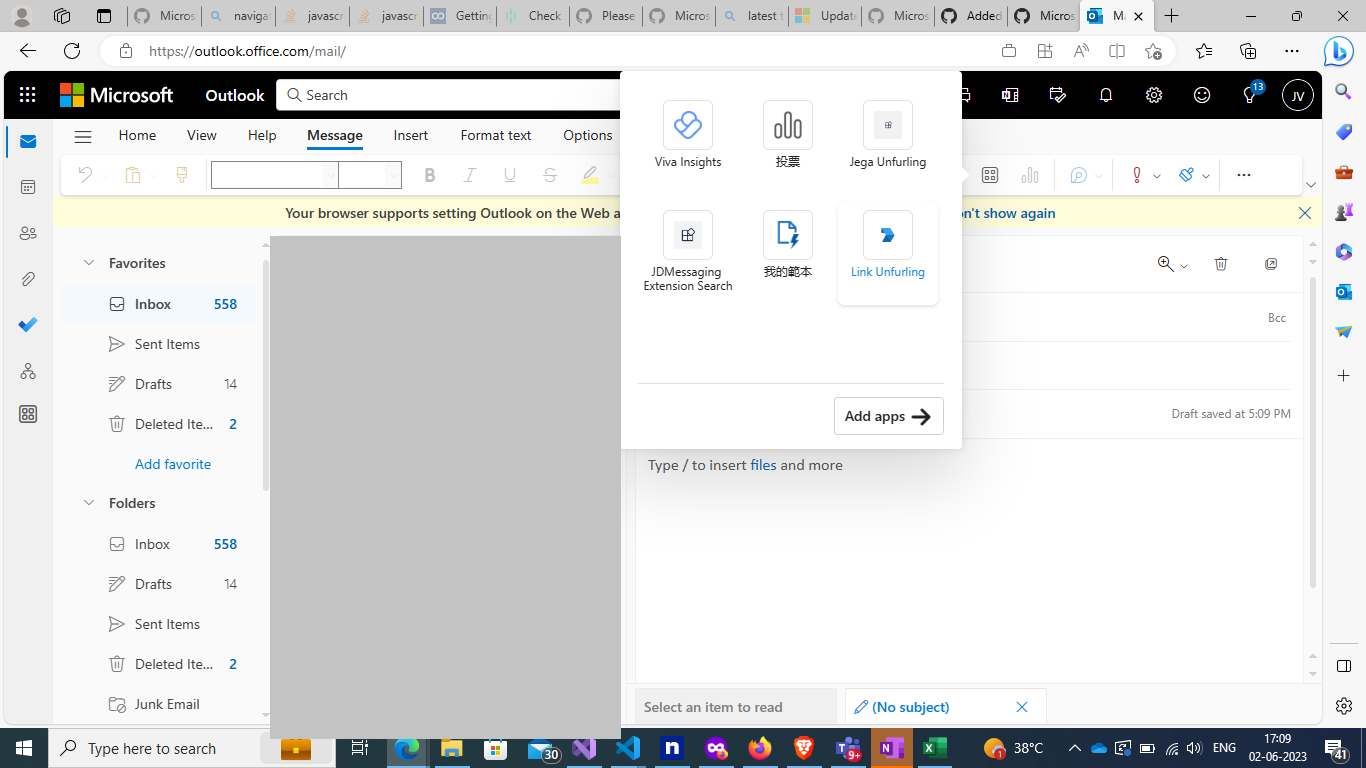 Micros
naviga
javascr
javascr
Getting
Check
Please
Micros
latest t
Update
Micros
Added
Micros
Ma
https://outlook.office.com/mail/
Microsoft
Outlook
Search
13
JV
Home
View
Help
Message
Insert
Format text
Options
Your browser supports setting Outlook on the Web a
n't show again
Viva Insights
投票
Jega Unfurling
JDMessaging
Extension Search
我的範本
Link Unfurling
Add apps
Favorites
Inbox 558
Sent Items
Drafts 14
Deleted Ite... 2
Add favorite
Folders
Inbox 558
Drafts 14
Sent Items
Deleted Ite... 2
Junk Email
Bcc
Draft saved at 5:09 PM
Type / to insert files and more
Select an item to read
(No subject)
Type here to search
30
9+
1
38°C
ENG
17:09
02-06-2023
41